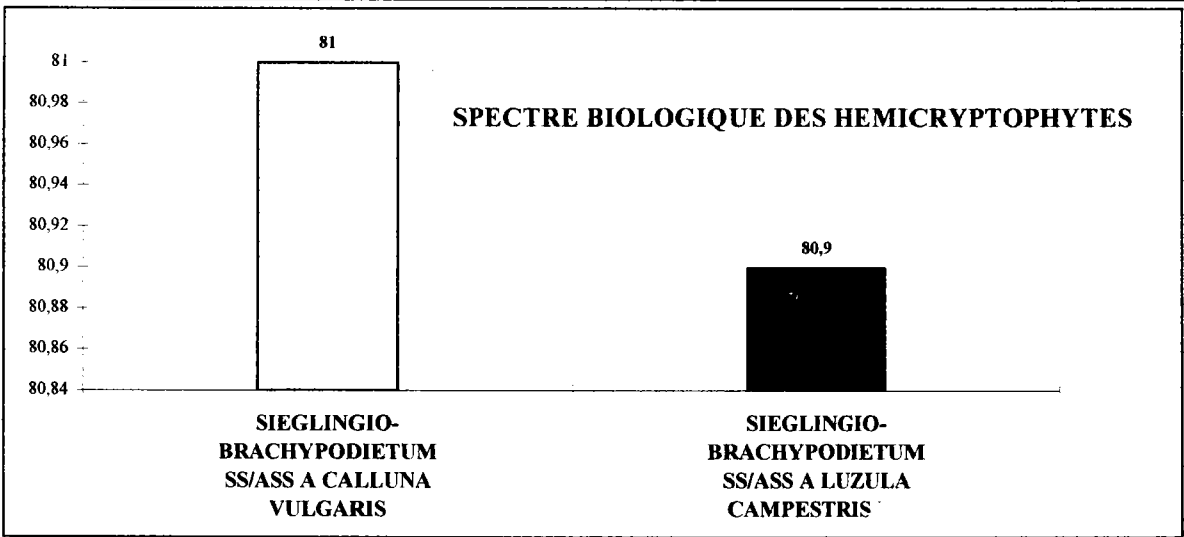 81
SPECTRE BIOLOGIQUE DES HEMICRYPTOPHYTES
81
80,98
80,96
80,94
80,92
80,9
80,88
80,86
80,84
80,9
SIEGLINGIO-
BRACHYPODIETUM
SS/ASS A CALLUNA
VULGARIS
SIEGLINGIO-
BRACHYPODIETUM
SS/ASS A LUZULA
CAMPESTRIS